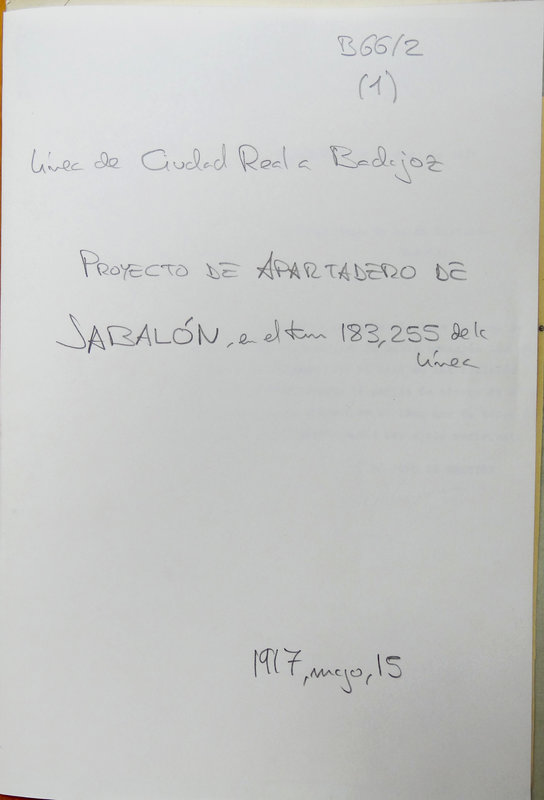 B66/2
(1)
Línea de Ciudad Real a Badajoz
PROYECTO DE APARTADERO DE
JABALÓN, en el km 183,255 de la
línea
1917, mayo, 15